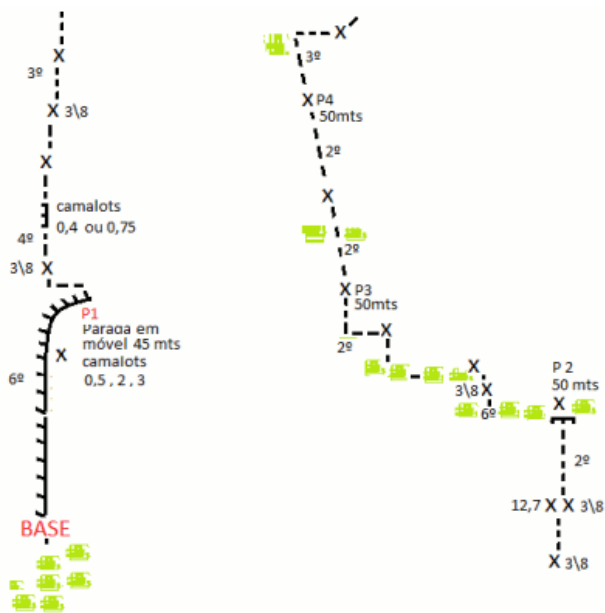 3º
X 3\8
camalots
0,4 ou 0,75
4º
3\8 X
P1
Parada em
móvel 45 mts
X camalots
0,5 , 2 , 3
6º
BASE
3º
X P4
50mts
2º
2º
X P3
50mts
2º
3\8 X
6º
P 2
50 mts
2º
12,7 X X 3\8
X 3\8